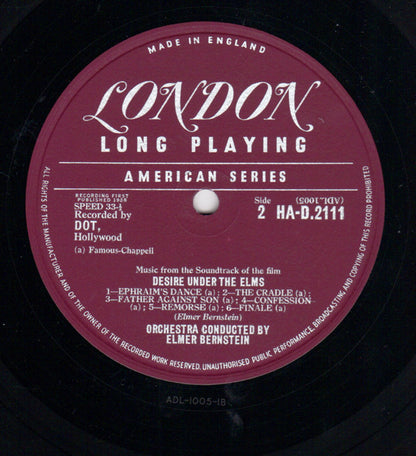 MADE IN ENGLAND
LONDON
LONG PLAYING
AMERICAN SERIES
RECORDING FIRST
PUBLISHED 1958
SPEED 33⅓
Recorded by
DOT,
Hollywood
(a) Famous-Chappell
Side
2
(ADL.1005)
HA-D.2111
Music from the Soundtrack of the film
DESIRE UNDER THE ELMS
1—EPHRAIM'S DANCE (a); 2—THE CRADLE (a);
3—FATHER AGAINST SON (a); 4—CONFESSION
(a); 5—REMORSE (a); 6—FINALE (a)
(Elmer Bernstein)
ORCHESTRA CONDUCTED BY
ELMER BERNSTEIN
ALL RIGHTS OF THE MANUFACTURER AND OF THE OWNER OF THE RECORDED WORK RESERVED. UNAUTHORISED PUBLIC PERFORMANCE, BROADCASTING AND COPYING OF THIS RECORD PROHIBITED
ADL-1005-1B